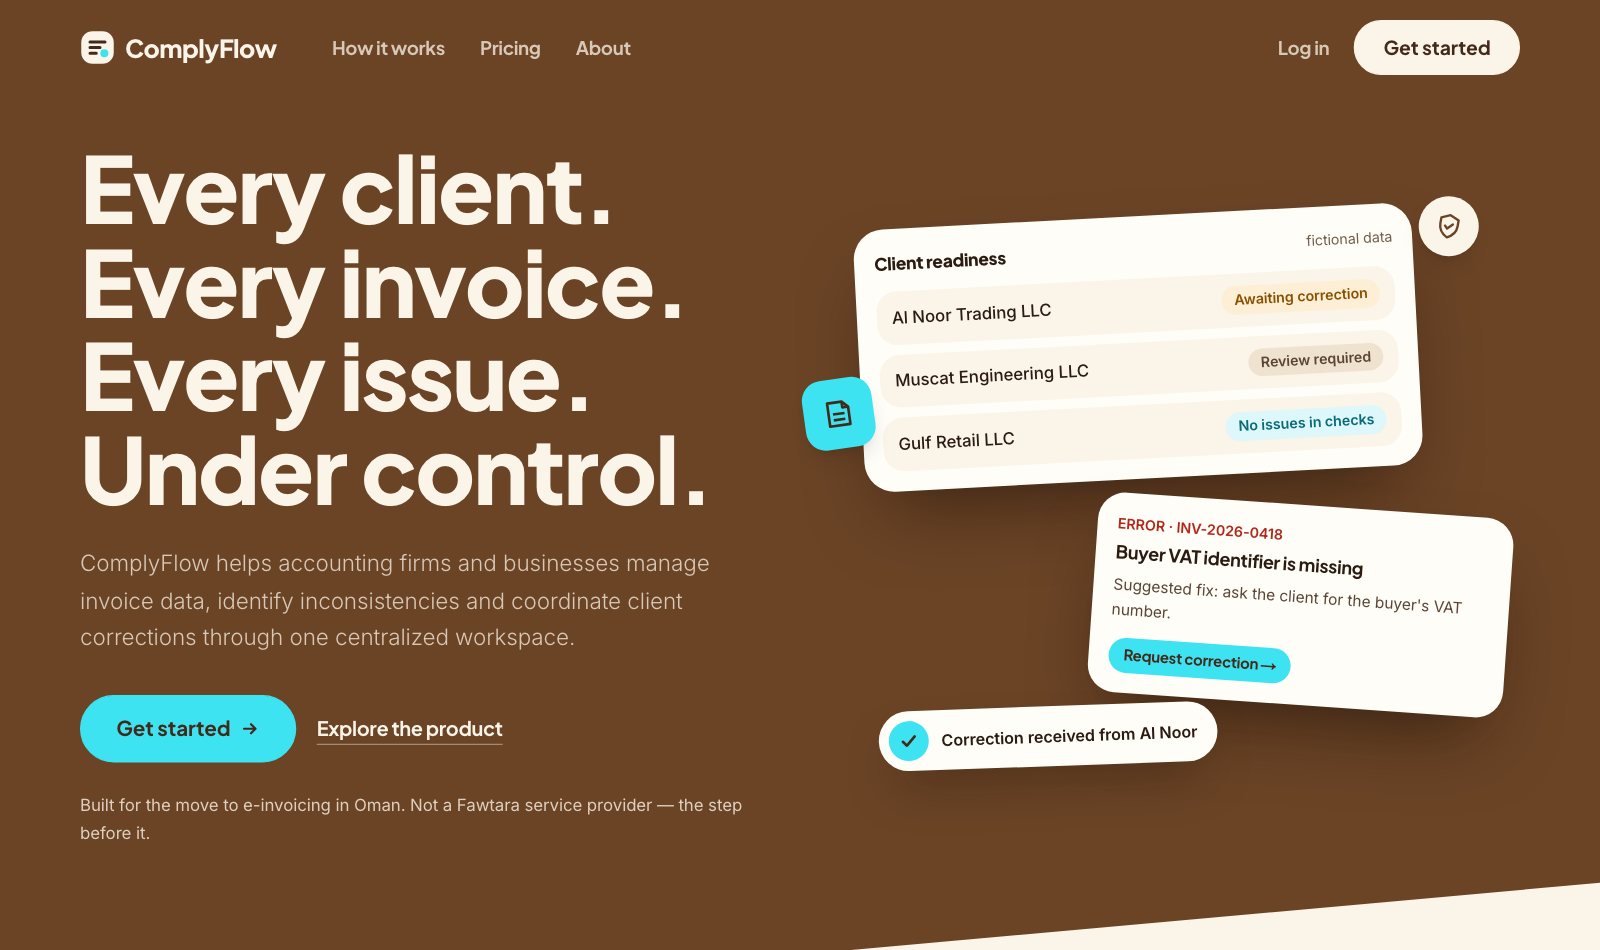 ComplyFlow
How it works
Pricing
About
Log in
Get started
Every client.
Every invoice.
Every issue.
Under control.
ComplyFlow helps accounting firms and businesses manage
invoice data, identify inconsistencies and coordinate client
corrections through one centralized workspace.
Get started →
Explore the product
Built for the move to e-invoicing in Oman. Not a Fawtara service provider — the step
before it.
Client readiness
fictional data
Al Noor Trading LLC
Awaiting correction
Muscat Engineering LLC
Review required
Gulf Retail LLC
No issues in checks
ERROR · INV-2026-0418
Buyer VAT identifier is missing
Suggested fix: ask the client for the buyer's VAT
number.
Request correction →
Correction received from Al Noor